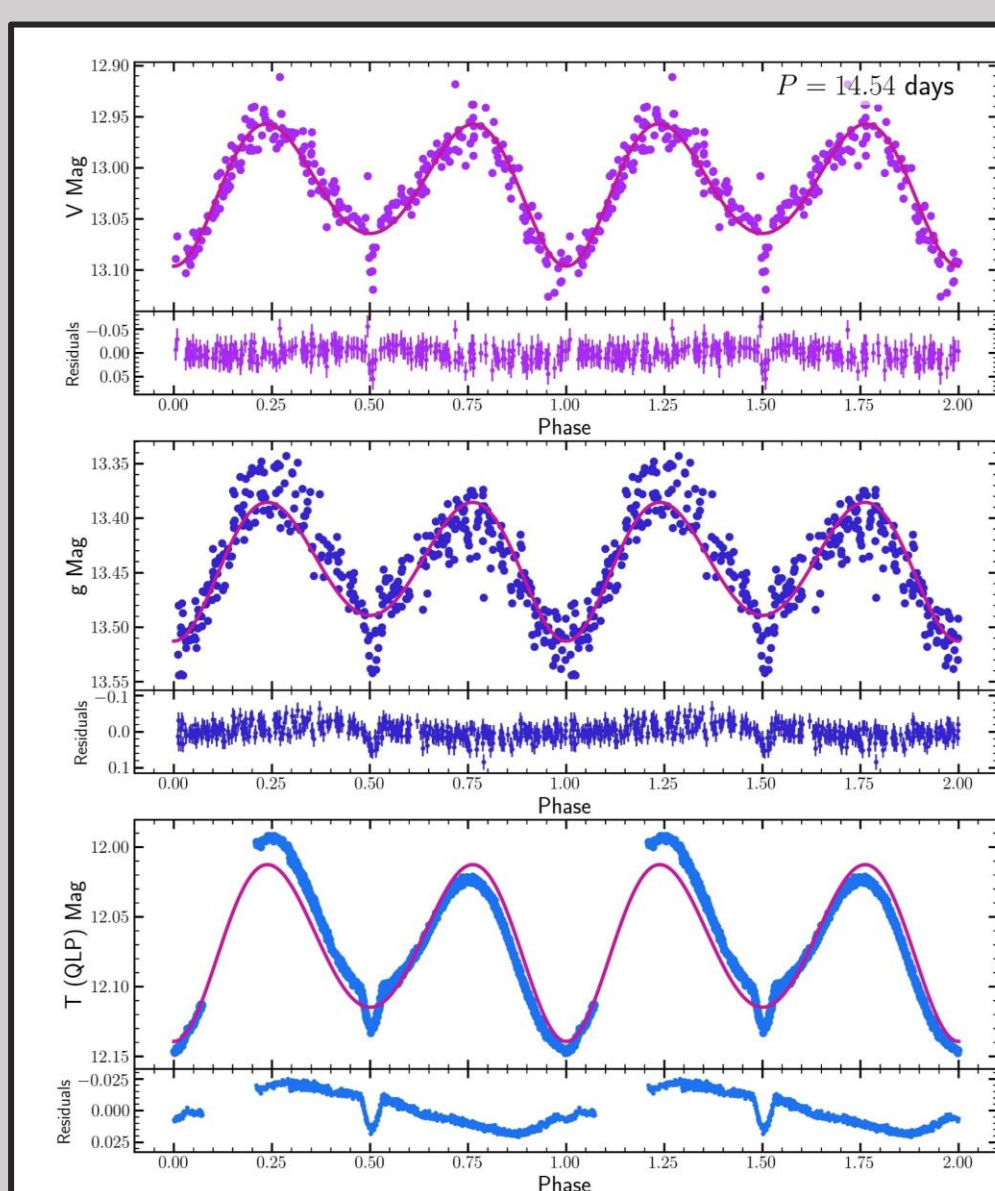 P = 14.54 days
12.90
12.95
13.00
13.05
13.10
V Mag
−0.05
0.00
0.05
Residuals
0.00 0.25 0.50 0.75 1.00 1.25 1.50 1.75 2.00
Phase
13.35
13.40
13.45
13.50
13.55
g Mag
−0.1
0.0
0.1
Residuals
0.00 0.25 0.50 0.75 1.00 1.25 1.50 1.75 2.00
Phase
12.00
12.05
12.10
12.15
T (QLP) Mag
−0.025
0.000
0.025
Residuals
0.00 0.25 0.50 0.75 1.00 1.25 1.50 1.75 2.00
Phase